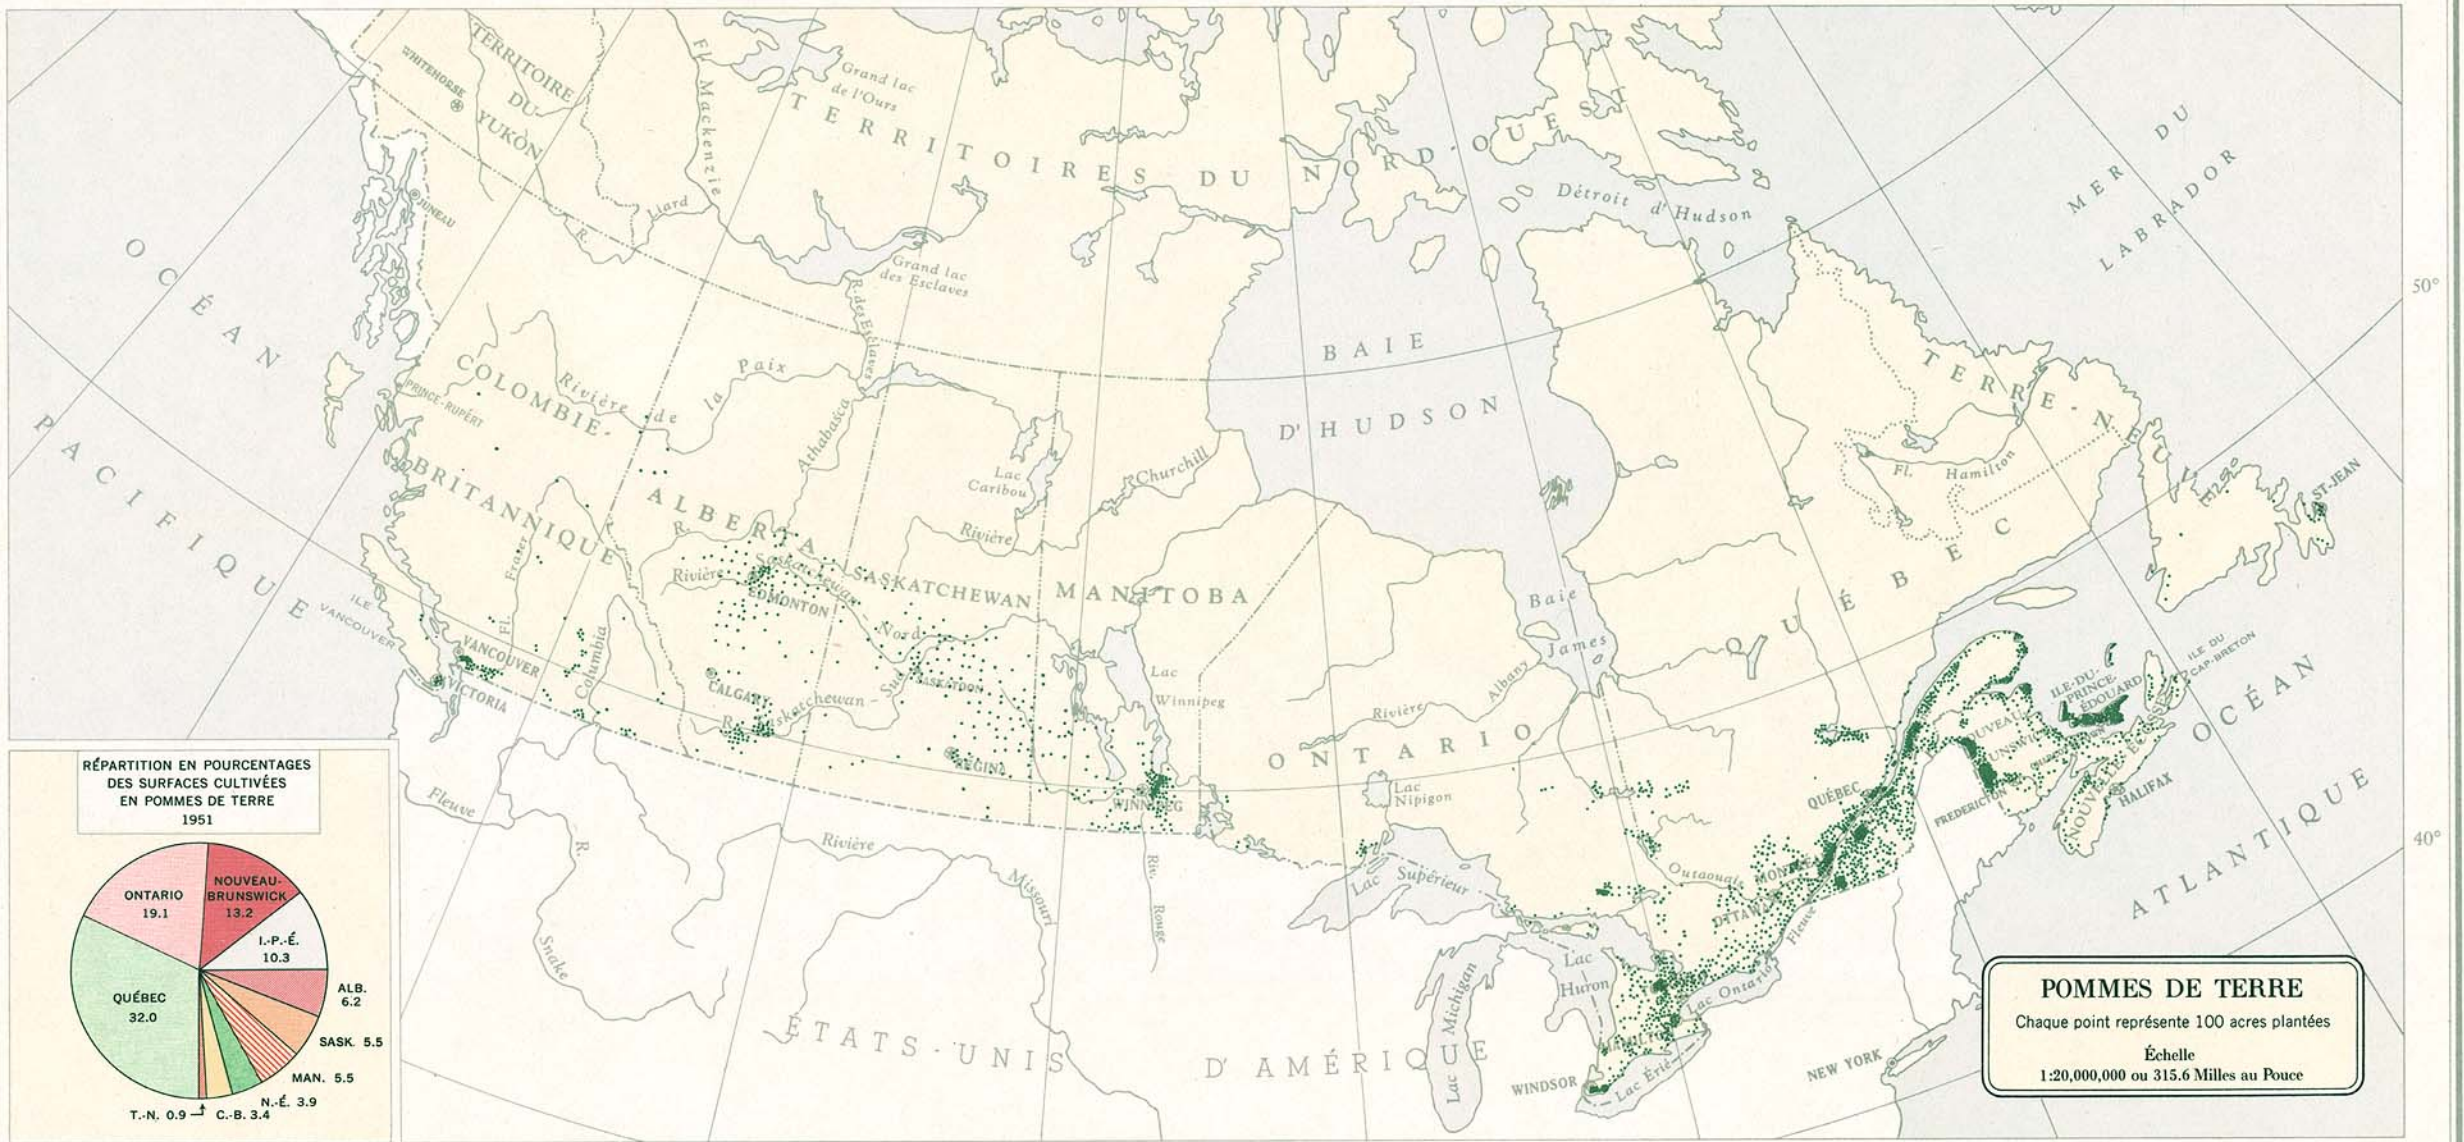 TERRITOIRE
DU
YUKON
WHITEHORSE
JUNEAU
Fl. Mackenzie
Grand lac
de l'Ours
TERRITOIRES DU NORD-OUEST
R. Liard
Grand lac
des Esclaves
R. des Esclaves
Détroit d'Hudson
MER DU
LABRADOR
50°
OCÉAN
PACIFIQUE
COLOMBIE-
BRITANNIQUE
PRINCE-RUPERT
Rivière de la Paix
Athabasca
Lac
Caribou
Churchill
Rivière
BAIE
D'HUDSON
TERRE-NEUVE
Fl. Hamilton
ST-JEAN
ALBERTA
R.
Rivière Saskatchewan Nord
EDMONTON
SASKATCHEWAN
MANITOBA
Fl. Fraser
Columbia
ILE
VANCOUVER
VANCOUVER
VICTORIA
CALGARY
R. Saskatchewan-Sud
SASKATOON
REGINA
WINNIPEG
Lac
Winnipeg
Baie
James
Rivière Albany
ONTARIO
Lac
Nipigon
QUÉBEC
ILE DU
CAP-BRETON
ILE-DU-
PRINCE-
ÉDOUARD
NOUVEAU-
BRUNSWICK
NOUVELLE-ÉCOSSE
FREDERICTON
HALIFAX
QUÉBEC
MONTRÉAL
OTTAWA
Outaouais
Fleuve
OCÉAN
ATLANTIQUE
40°
Fleuve
R.
Snake
Rivière
Missouri
Riv.
Rouge
Lac Supérieur
Lac Michigan
Lac
Huron
Lac Ontario
HAMILTON
Lac Érié
WINDSOR
NEW YORK
ÉTATS-UNIS D'AMÉRIQUE
RÉPARTITION EN POURCENTAGES
DES SURFACES CULTIVÉES
EN POMMES DE TERRE
1951
ONTARIO
19.1
NOUVEAU-
BRUNSWICK
13.2
I.-P.-É.
10.3
ALB.
6.2
SASK. 5.5
MAN. 5.5
N.-É. 3.9
C.-B. 3.4
T.-N. 0.9
QUÉBEC
32.0
POMMES DE TERRE
Chaque point représente 100 acres plantées
Échelle
1:20,000,000 ou 315.6 Milles au Pouce